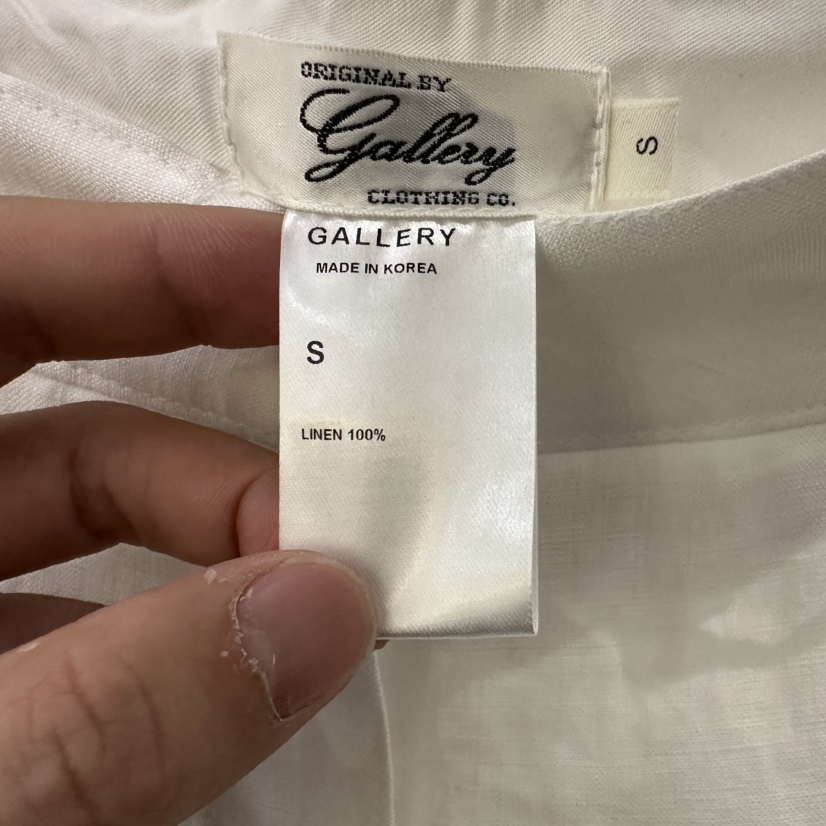 ORIGINAL BY
Gallery
CLOTHING CO.
S
GALLERY
MADE IN KOREA
S
LINEN 100%